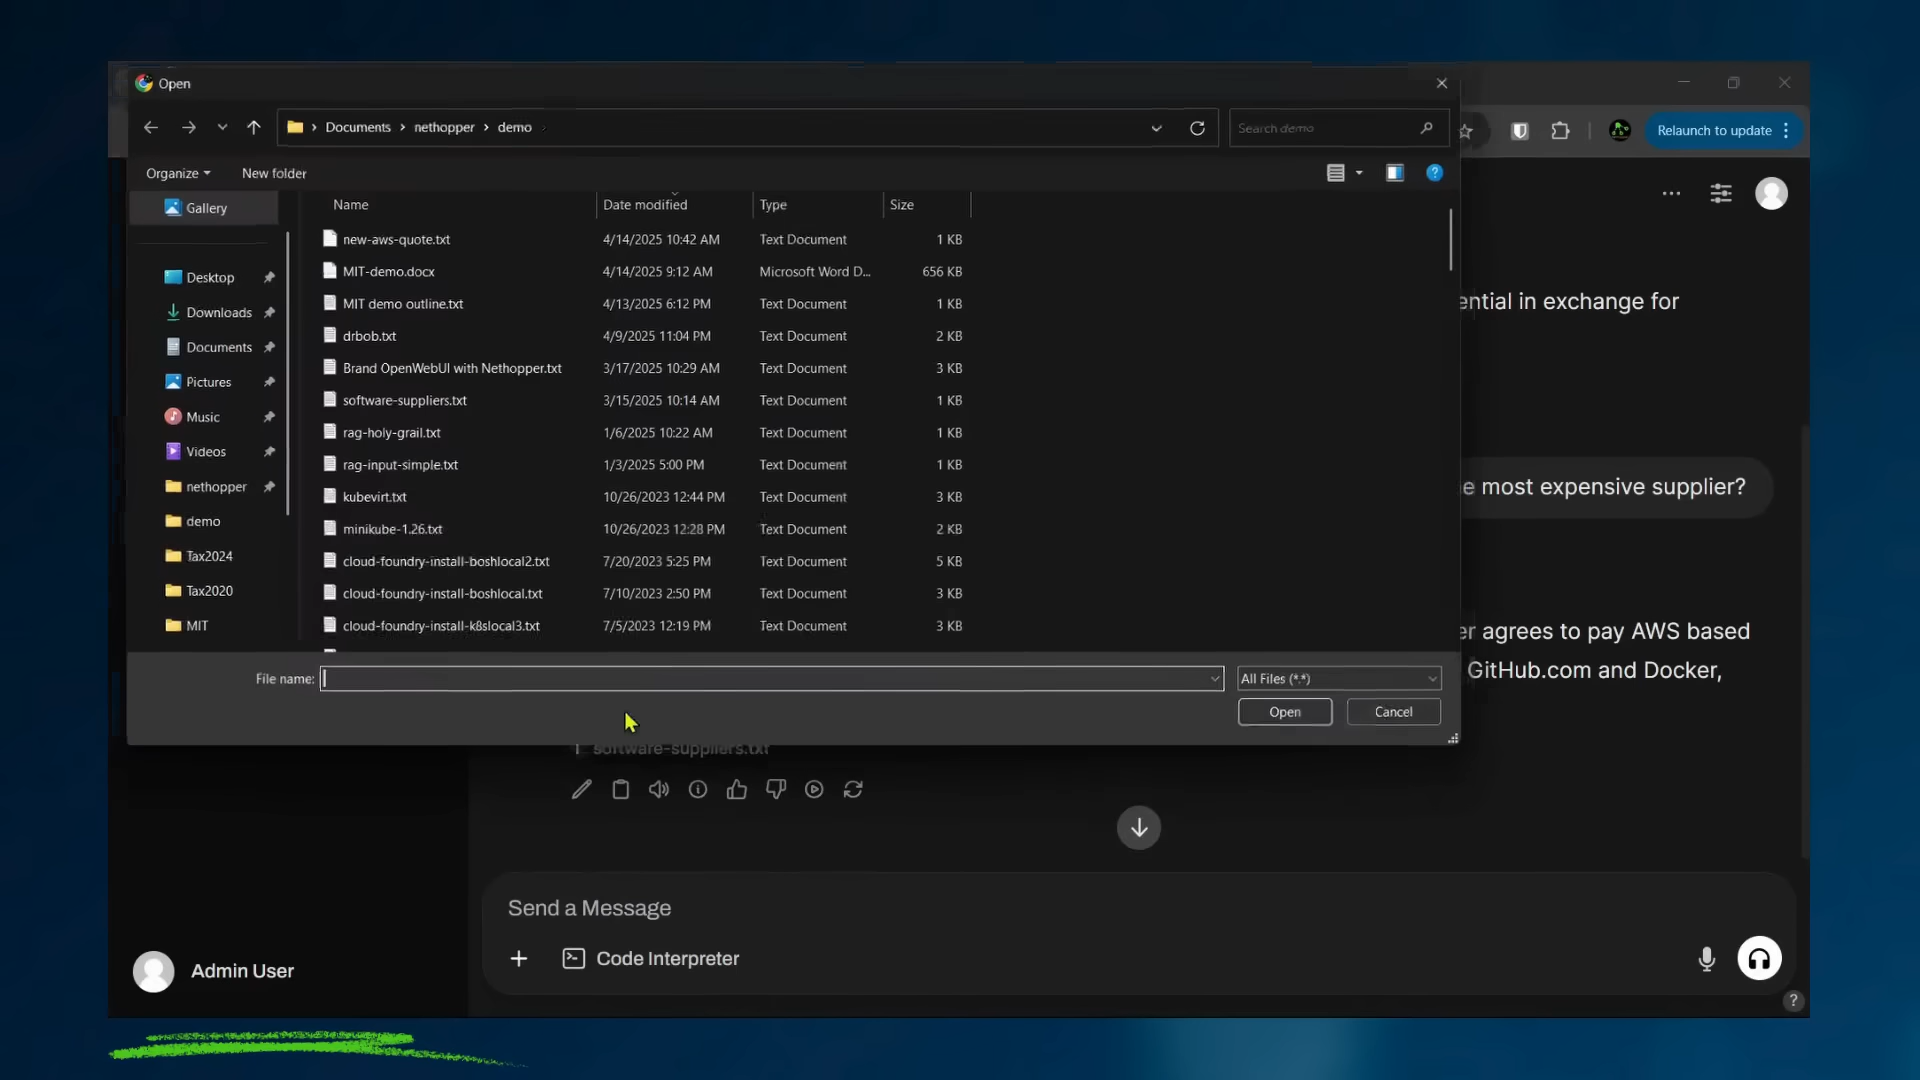 Open
Documents > nethopper > demo
Search demo
Relaunch to update
Organize
New folder
Name Date modified Type Size
Gallery
Desktop
Downloads
Documents
Pictures
Music
Videos
nethopper
demo
Tax2024
Tax2020
MIT
new-aws-quote.txt 4/14/2025 10:42 AM Text Document 1 KB
MIT-demo.docx 4/14/2025 9:12 AM Microsoft Word D... 656 KB
MIT demo outline.txt 4/13/2025 6:12 PM Text Document 1 KB
drbob.txt 4/9/2025 11:04 PM Text Document 2 KB
Brand OpenWebUI with Nethopper.txt 3/17/2025 10:29 AM Text Document 3 KB
software-suppliers.txt 3/15/2025 10:14 AM Text Document 1 KB
rag-holy-grail.txt 1/6/2025 10:22 AM Text Document 1 KB
rag-input-simple.txt 1/3/2025 5:00 PM Text Document 1 KB
kubevirt.txt 10/26/2023 12:44 PM Text Document 3 KB
minikube-1.26.txt 10/26/2023 12:28 PM Text Document 2 KB
cloud-foundry-install-boshlocal2.txt 7/20/2023 5:25 PM Text Document 5 KB
cloud-foundry-install-boshlocal.txt 7/10/2023 2:50 PM Text Document 3 KB
cloud-foundry-install-k8slocal3.txt 7/5/2023 12:19 PM Text Document 3 KB
File name:
All Files (*.*)
Open
Cancel
ential in exchange for
e most expensive supplier?
er agrees to pay AWS based
GitHub.com and Docker,
software-suppliers.txt
Send a Message
+ Code Interpreter
Admin User
?